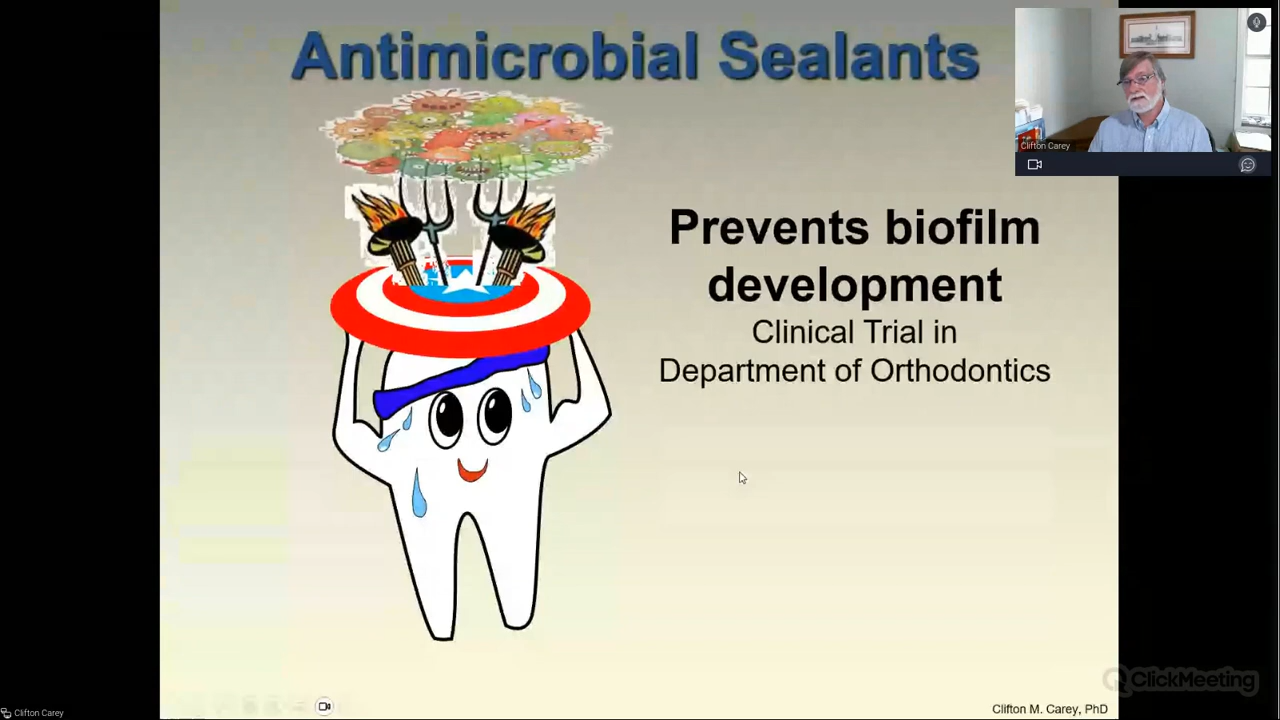 Antimicrobial Sealants
Clifton Carey
Prevents biofilm
development
Clinical Trial in
Department of Orthodontics
ClickMeeting
Clifton M. Carey, PhD
Clifton Carey